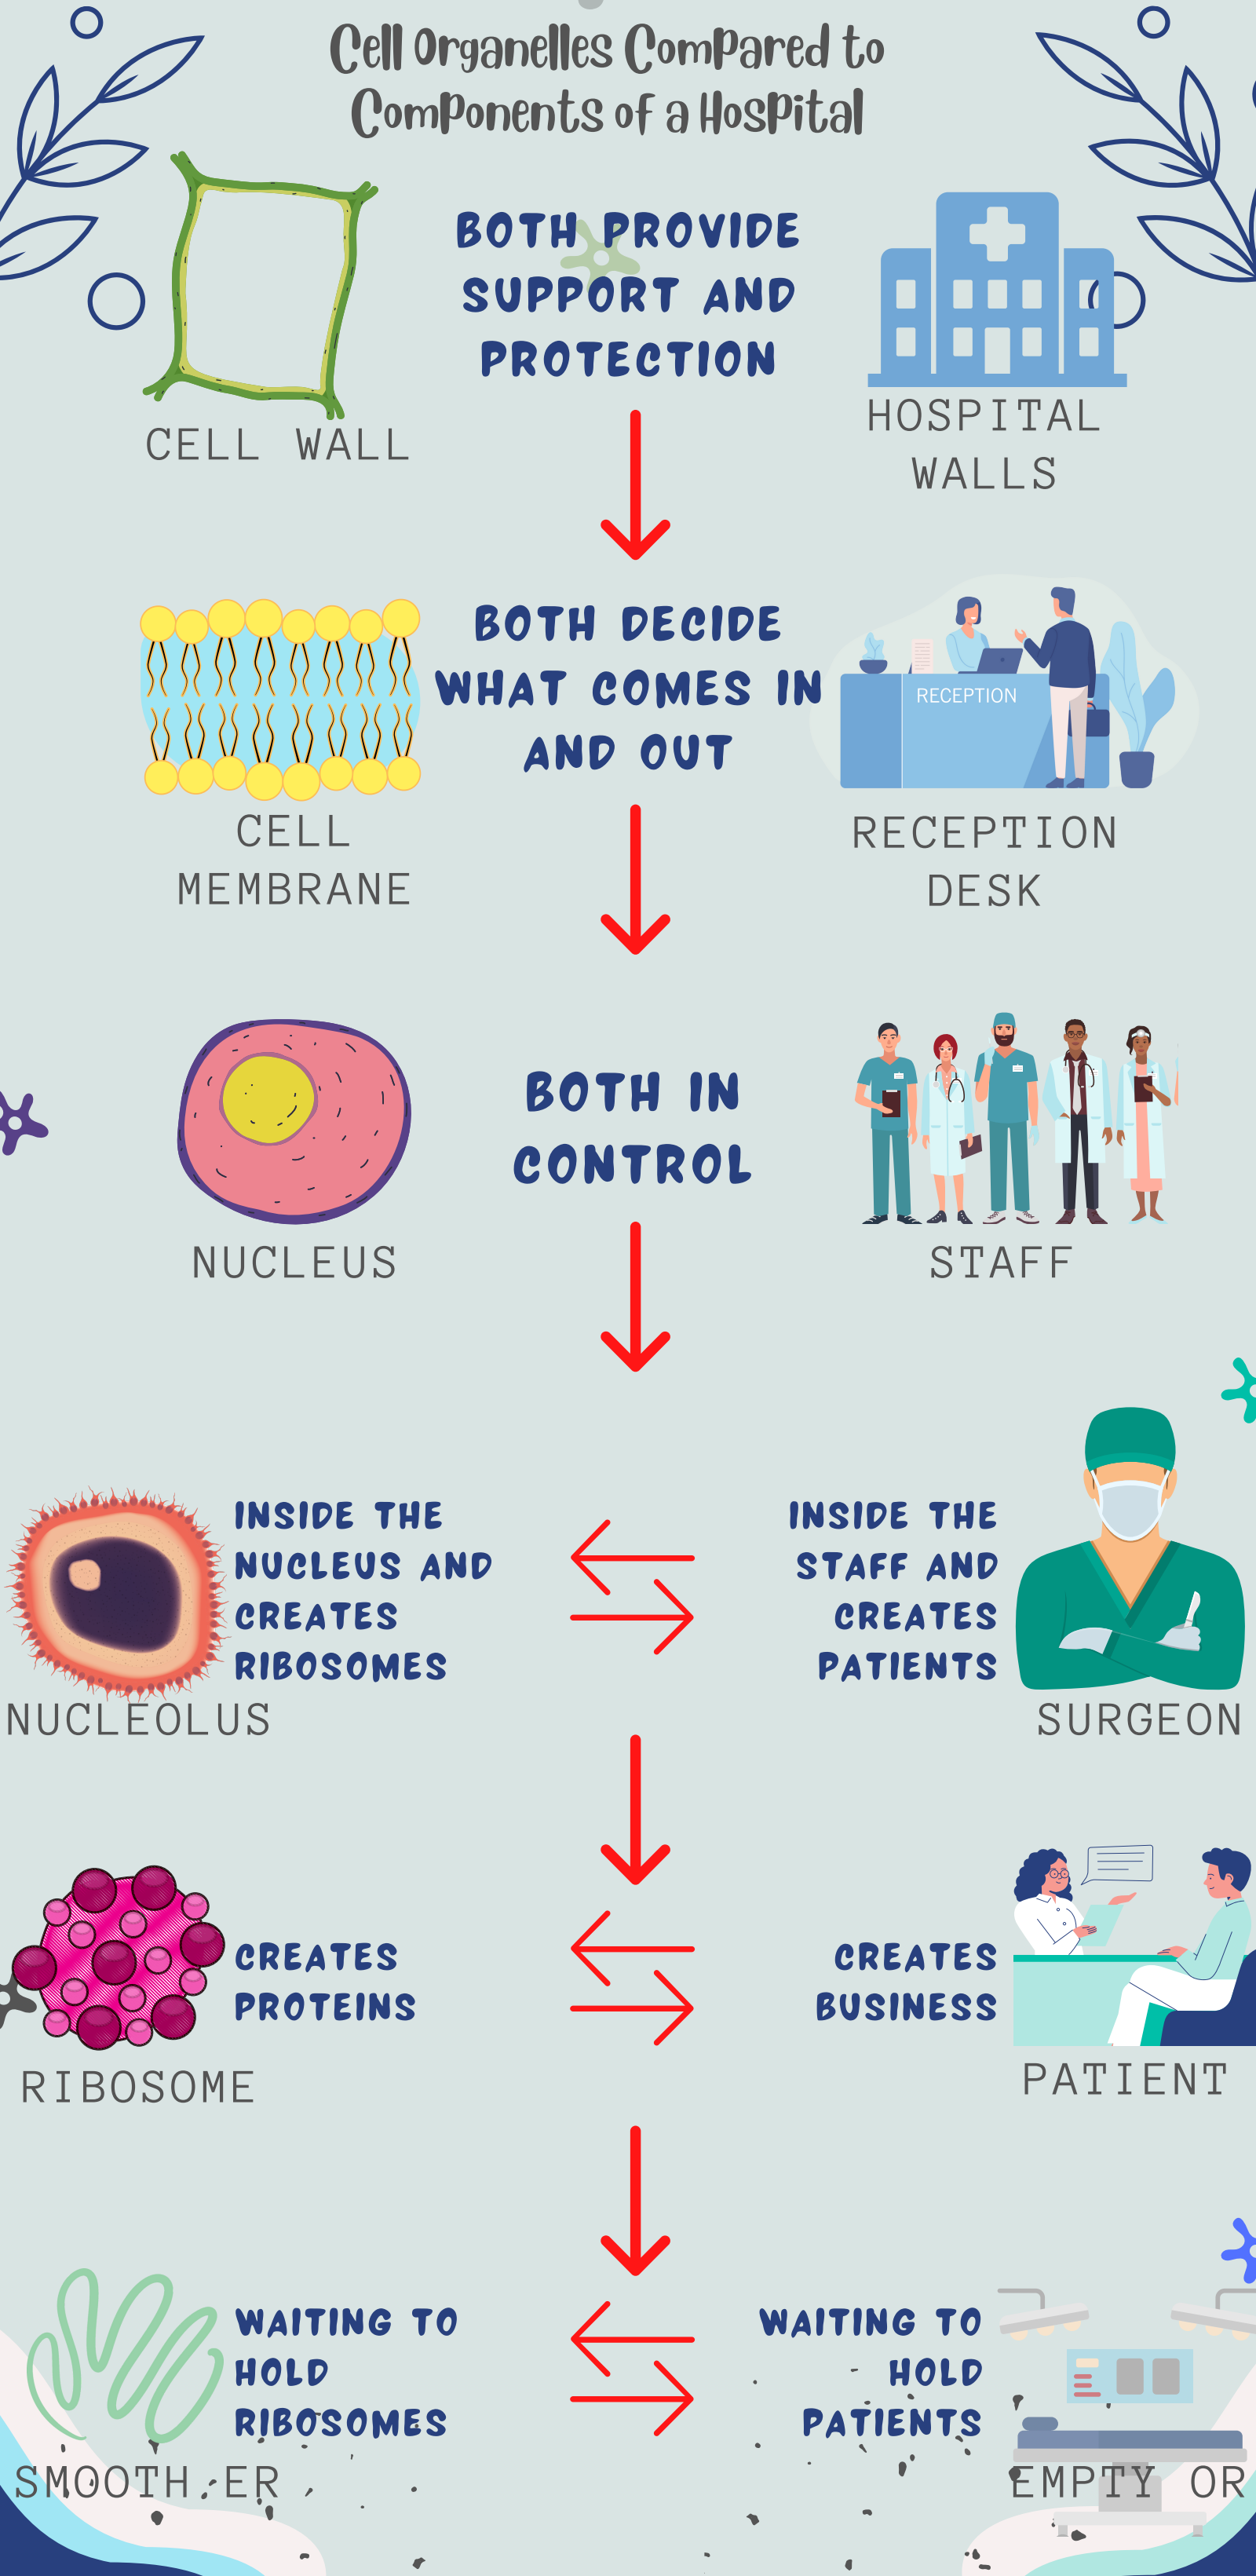 Cell Organelles Compared to
Components of a Hospital
BOTH PROVIDE
SUPPORT AND
PROTECTION
CELL WALL
HOSPITAL
WALLS
BOTH DECIDE
WHAT COMES IN
AND OUT
RECEPTION
CELL
MEMBRANE
RECEPTION
DESK
BOTH IN
CONTROL
NUCLEUS
STAFF
INSIDE THE
NUCLEUS AND
CREATES
RIBOSOMES
INSIDE THE
STAFF AND
CREATES
PATIENTS
NUCLEOLUS
SURGEON
CREATES
PROTEINS
CREATES
BUSINESS
RIBOSOME
PATIENT
WAITING TO
HOLD
RIBOSOMES
WAITING TO
HOLD
PATIENTS
SMOOTH ER
EMPTY OR